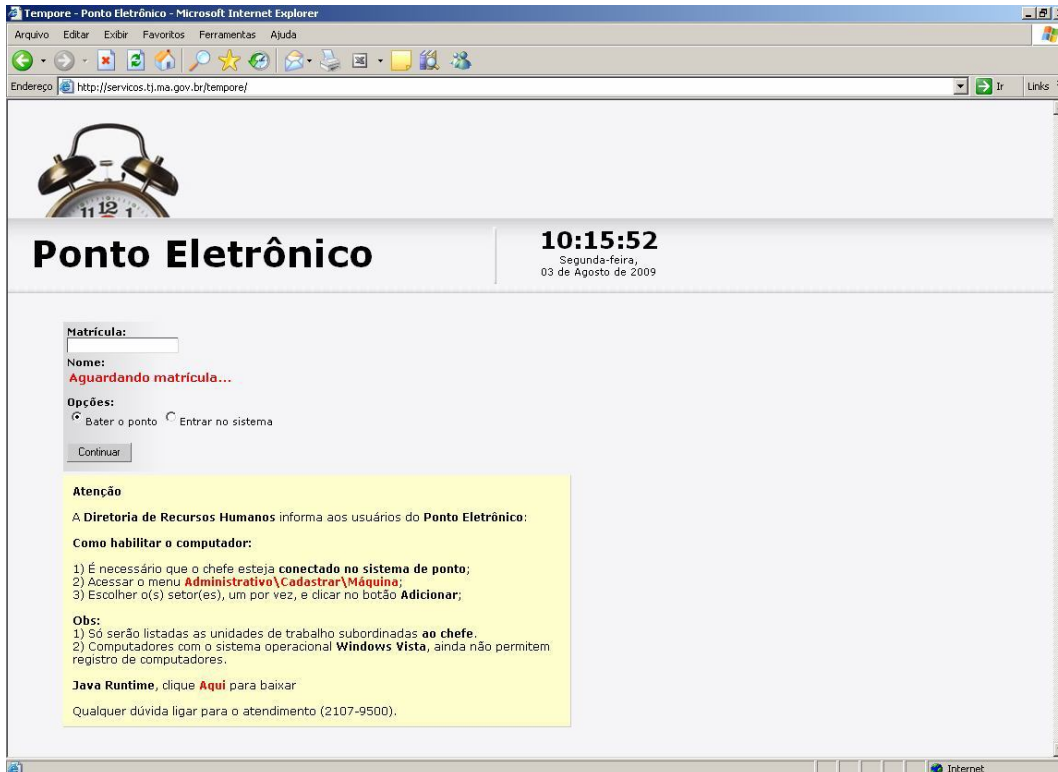 Tempore - Ponto Eletrônico - Microsoft Internet Explorer
Arquivo Editar Exibir Favoritos Ferramentas Ajuda
Endereço http://servicos.tj.ma.gov.br/tempore/ Ir Links
11 12 1
Ponto Eletrônico
10:15:52
Segunda-feira,
03 de Agosto de 2009
Matrícula:
Nome:
Aguardando matrícula...
Opções:
Bater o ponto Entrar no sistema
Continuar
Atenção
A Diretoria de Recursos Humanos informa aos usuários do Ponto Eletrônico:
Como habilitar o computador:
1) É necessário que o chefe esteja conectado no sistema de ponto;
2) Acessar o menu Administrativo\Cadastrar\Máquina;
3) Escolher o(s) setor(es), um por vez, e clicar no botão Adicionar;
Obs:
1) Só serão listadas as unidades de trabalho subordinadas ao chefe.
2) Computadores com o sistema operacional Windows Vista, ainda não permitem
registro de computadores.
Java Runtime, clique Aqui para baixar
Qualquer dúvida ligar para o atendimento (2107-9500).
Internet